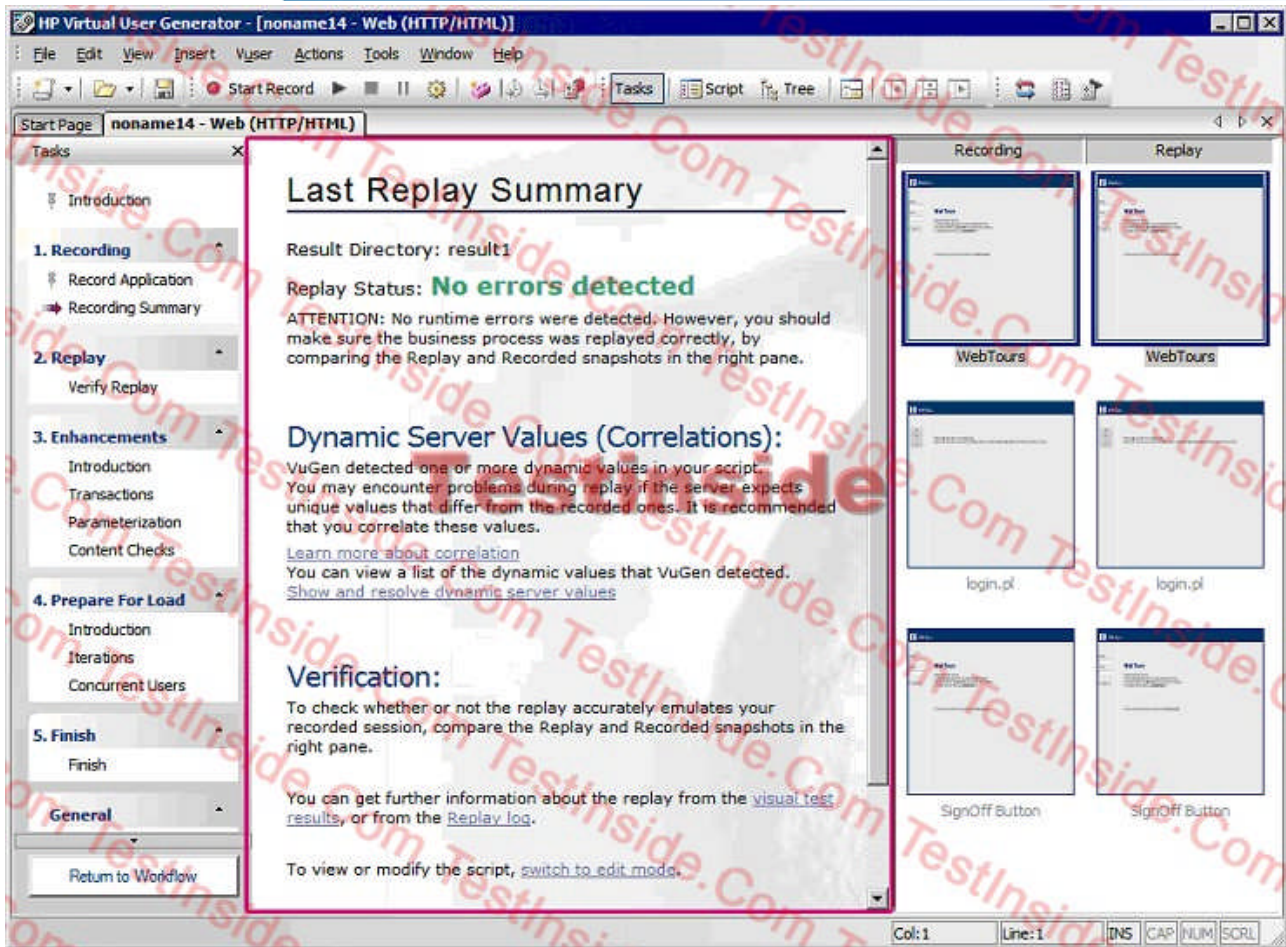 HP Virtual User Generator - [noname14 - Web (HTTP/HTML)]
File Edit View Insert Vuser Actions Tools Window Help
Start Record Tasks Script Tree
Start Page noname14 - Web (HTTP/HTML)
Tasks
Introduction
1. Recording
Record Application
Recording Summary
2. Replay
Verify Replay
3. Enhancements
Introduction
Transactions
Parameterization
Content Checks
4. Prepare For Load
Introduction
Iterations
Concurrent Users
5. Finish
Finish
General
Return to Workflow
Last Replay Summary
Result Directory: result1
Replay Status: No errors detected
ATTENTION: No runtime errors were detected. However, you should
make sure the business process was replayed correctly, by
comparing the Replay and Recorded snapshots in the right pane.
Dynamic Server Values (Correlations):
VuGen detected one or more dynamic values in your script.
You may encounter problems during replay if the server expects
unique values that differ from the recorded ones. It is recommended
that you correlate these values.
Learn more about correlation
You can view a list of the dynamic values that VuGen detected.
Show and resolve dynamic server values
Verification:
To check whether or not the replay accurately emulates your
recorded session, compare the Replay and Recorded snapshots in the
right pane.
You can get further information about the replay from the visual test
results, or from the Replay log.
To view or modify the script, switch to edit mode.
Recording Replay
WebTours WebTours
login.pl login.pl
SignOff Button SignOff Button
Col:1 Line:1 INS CAP NUM SCRL
TestInside
TestInside.Com